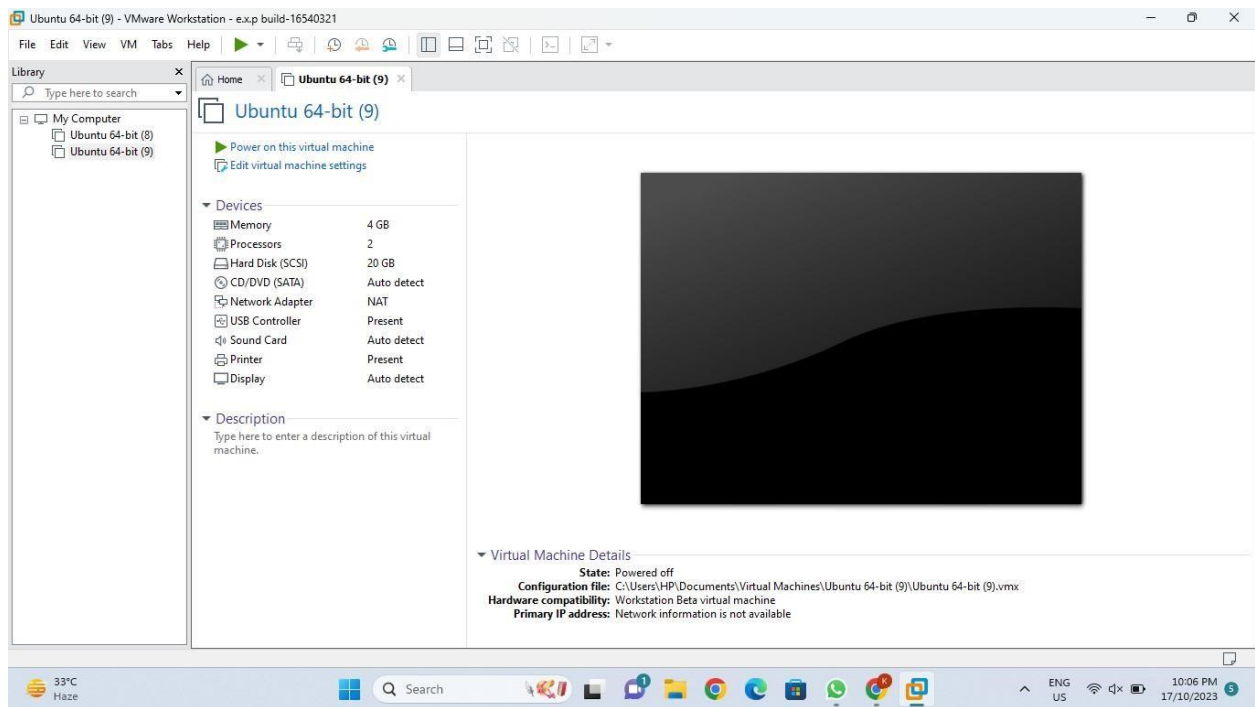 Ubuntu 64-bit (9) - VMware Workstation - e.x.p build-16540321
File Edit View VM Tabs Help
Library
Home
Ubuntu 64-bit (9)
Type here to search
My Computer
Ubuntu 64-bit (8)
Ubuntu 64-bit (9)
Ubuntu 64-bit (9)
Power on this virtual machine
Edit virtual machine settings
Devices
Memory 4 GB
Processors 2
Hard Disk (SCSI) 20 GB
CD/DVD (SATA) Auto detect
Network Adapter NAT
USB Controller Present
Sound Card Auto detect
Printer Present
Display Auto detect
Description
Type here to enter a description of this virtual
machine.
Virtual Machine Details
State: Powered off
Configuration file: C:\Users\HP\Documents\Virtual Machines\Ubuntu 64-bit (9)\Ubuntu 64-bit (9).vmx
Hardware compatibility: Workstation Beta virtual machine
Primary IP address: Network information is not available
33°C
Haze
Search
1
K
ENG
US
10:06 PM
17/10/2023
5